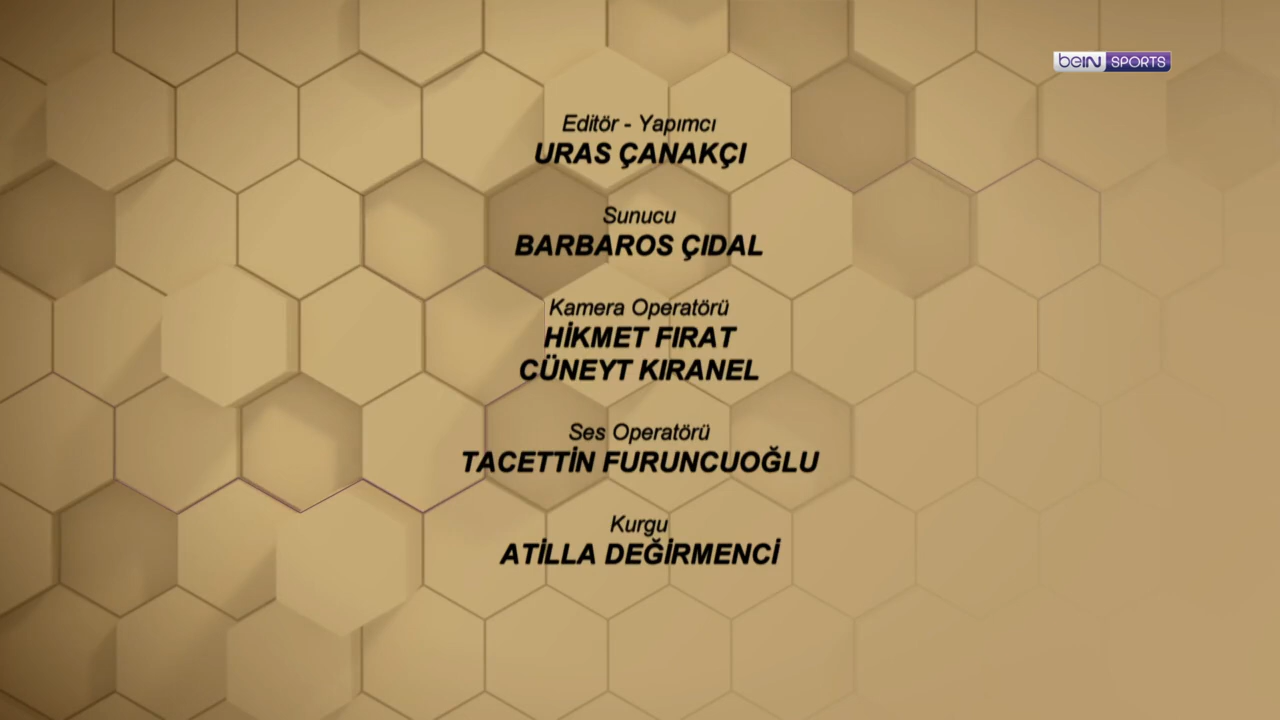 beIN SPORTS
Editör - Yapımcı
URAS ÇANAKÇI
Sunucu
BARBAROS ÇIDAL
Kamera Operatörü
HİKMET FIRAT
CÜNEYT KIRANEL
Ses Operatörü
TACETTİN FURUNCUOĞLU
Kurgu
ATİLLA DEĞİRMENCİ